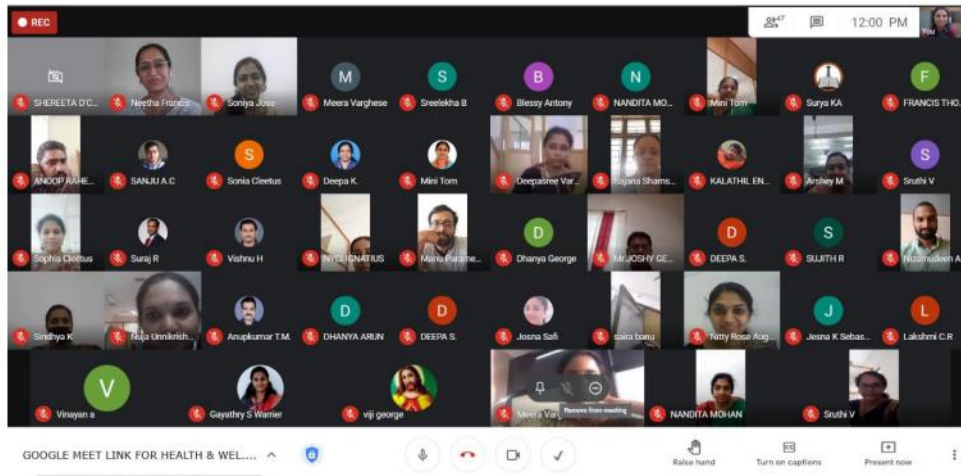 REC 47 12:00 PM You
M S B N F
SHEREETA D'C... Neetha Francis Soniya Jose Meera Varghese Sreelekha B Blessy Antony NANDITA MO... Mini Tom Surya KA FRANCIS THO...
S S
ANOOP RAHE... SANJU A.C Sonia Cleetus Deepa K. Mini Tom Deepasree Var... Sajana Shams... KALATHIL EN... Arshey M Sruthi V
D D S
Sophia Cleetus Suraj R Vishnu H IGNATIUS Manu Parame... Dhanya George Mr.JOSHY GE... DEEPA S. SUJITH R Nizamudeen A
D D J L
Sindhya K Nuja Unnikrish... Anupkumar T.M. DHANYA ARUN DEEPA S. Josna Safi saira banu Nitty Rose Aug... Jesna K Sebas... Lakshmi C.R
V
Remove from meeting
Vinayan a Gayathry S Warrier viji george Meera Var NANDITA MOHAN Sruthi V
GOOGLE MEET LINK FOR HEALTH & WEL.... Raise hand Turn on captions Present now